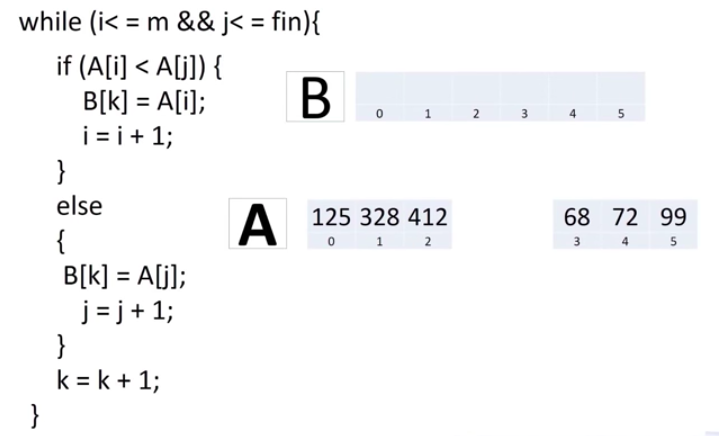 while (i< = m && j< = fin){
if (A[i] < A[j]) {
B[k] = A[i];
i = i + 1;
}
else
{
B[k] = A[j];
j = j + 1;
}
k = k + 1;
}
B
0 1 2 3 4 5
A
125 328 412
0 1 2
68 72 99
3 4 5